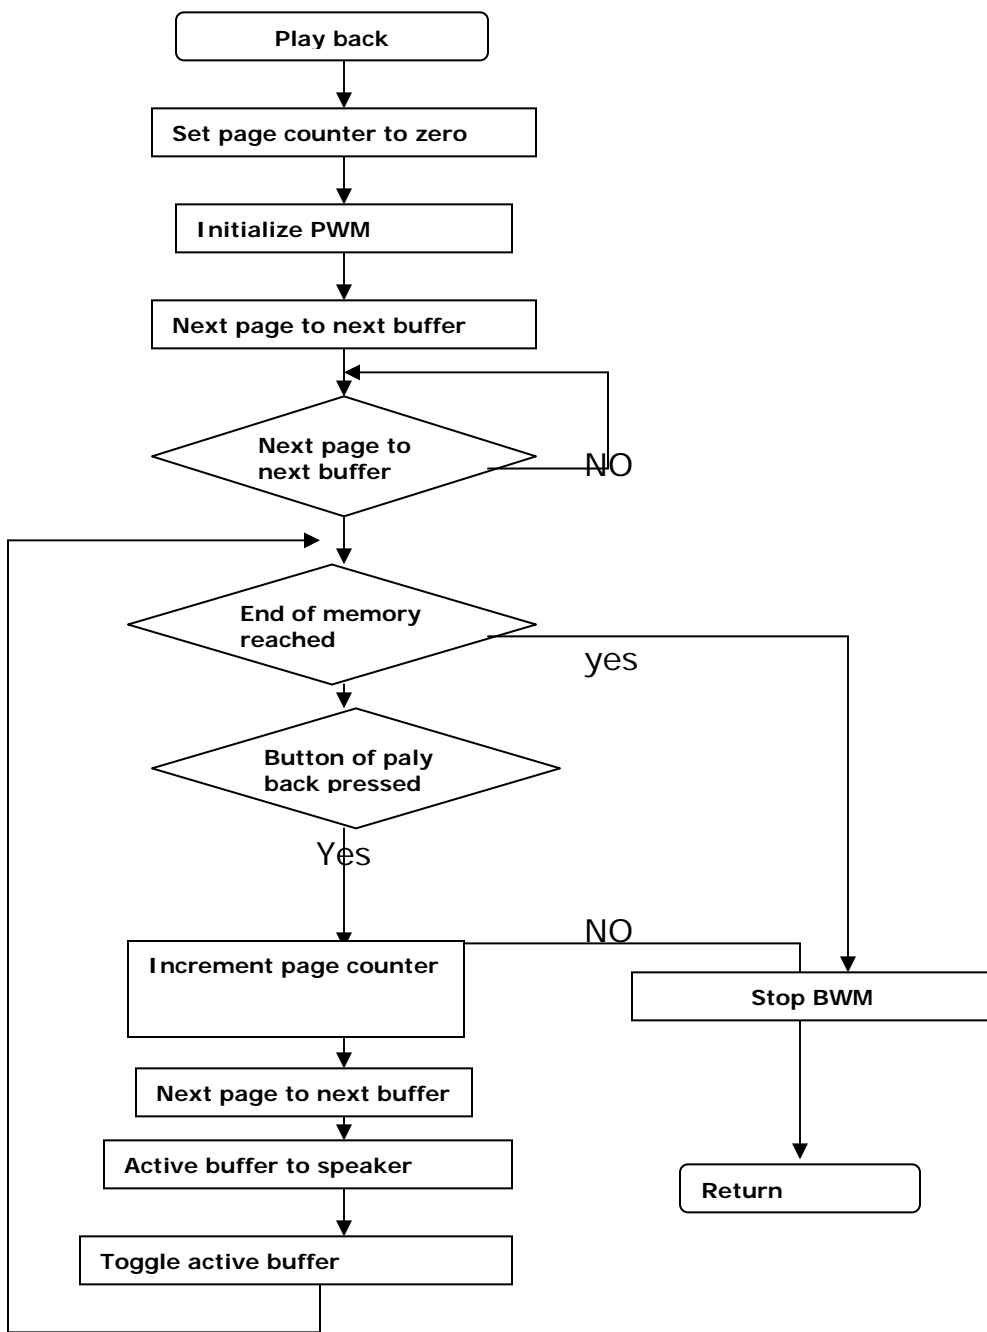 Play back
Set page counter to zero
Initialize PWM
Next page to next buffer
Next page to
next buffer
NO
End of memory
reached
yes
Button of paly
back pressed
Yes
NO
Increment page counter
Stop BWM
Next page to next buffer
Active buffer to speaker
Return
Toggle active buffer